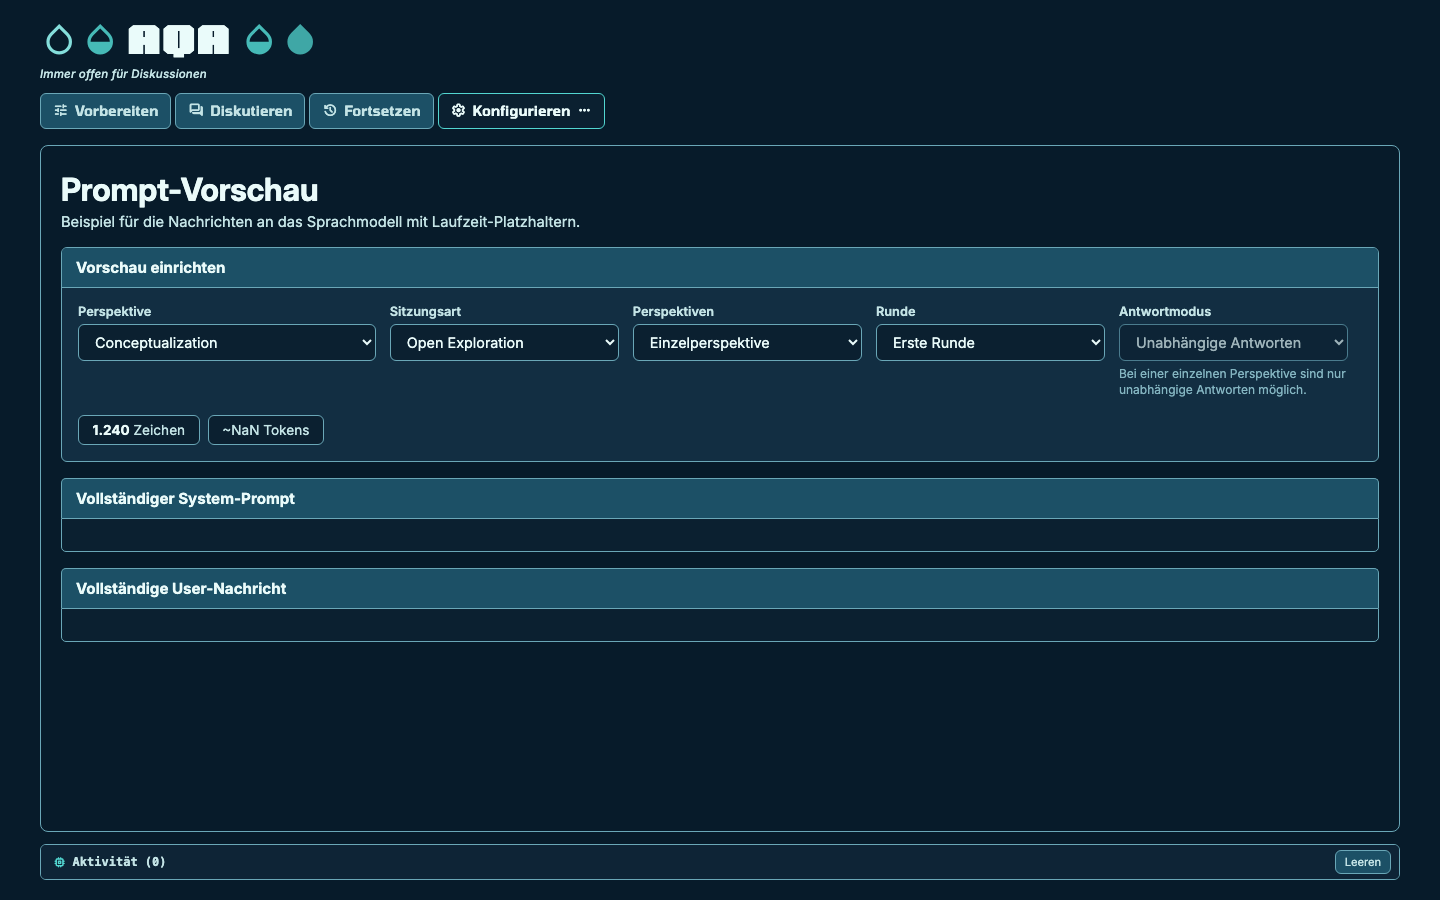 AQA
Immer offen für Diskussionen
Vorbereiten Diskutieren Fortsetzen Konfigurieren ···
Prompt-Vorschau
Beispiel für die Nachrichten an das Sprachmodell mit Laufzeit-Platzhaltern.
Vorschau einrichten
Perspektive Sitzungsart Perspektiven Runde Antwortmodus
Conceptualization Open Exploration Einzelperspektive Erste Runde Unabhängige Antworten
Bei einer einzelnen Perspektive sind nur
unabhängige Antworten möglich.
1.240 Zeichen ~NaN Tokens
Vollständiger System-Prompt
Vollständige User-Nachricht
Aktivität (0) Leeren